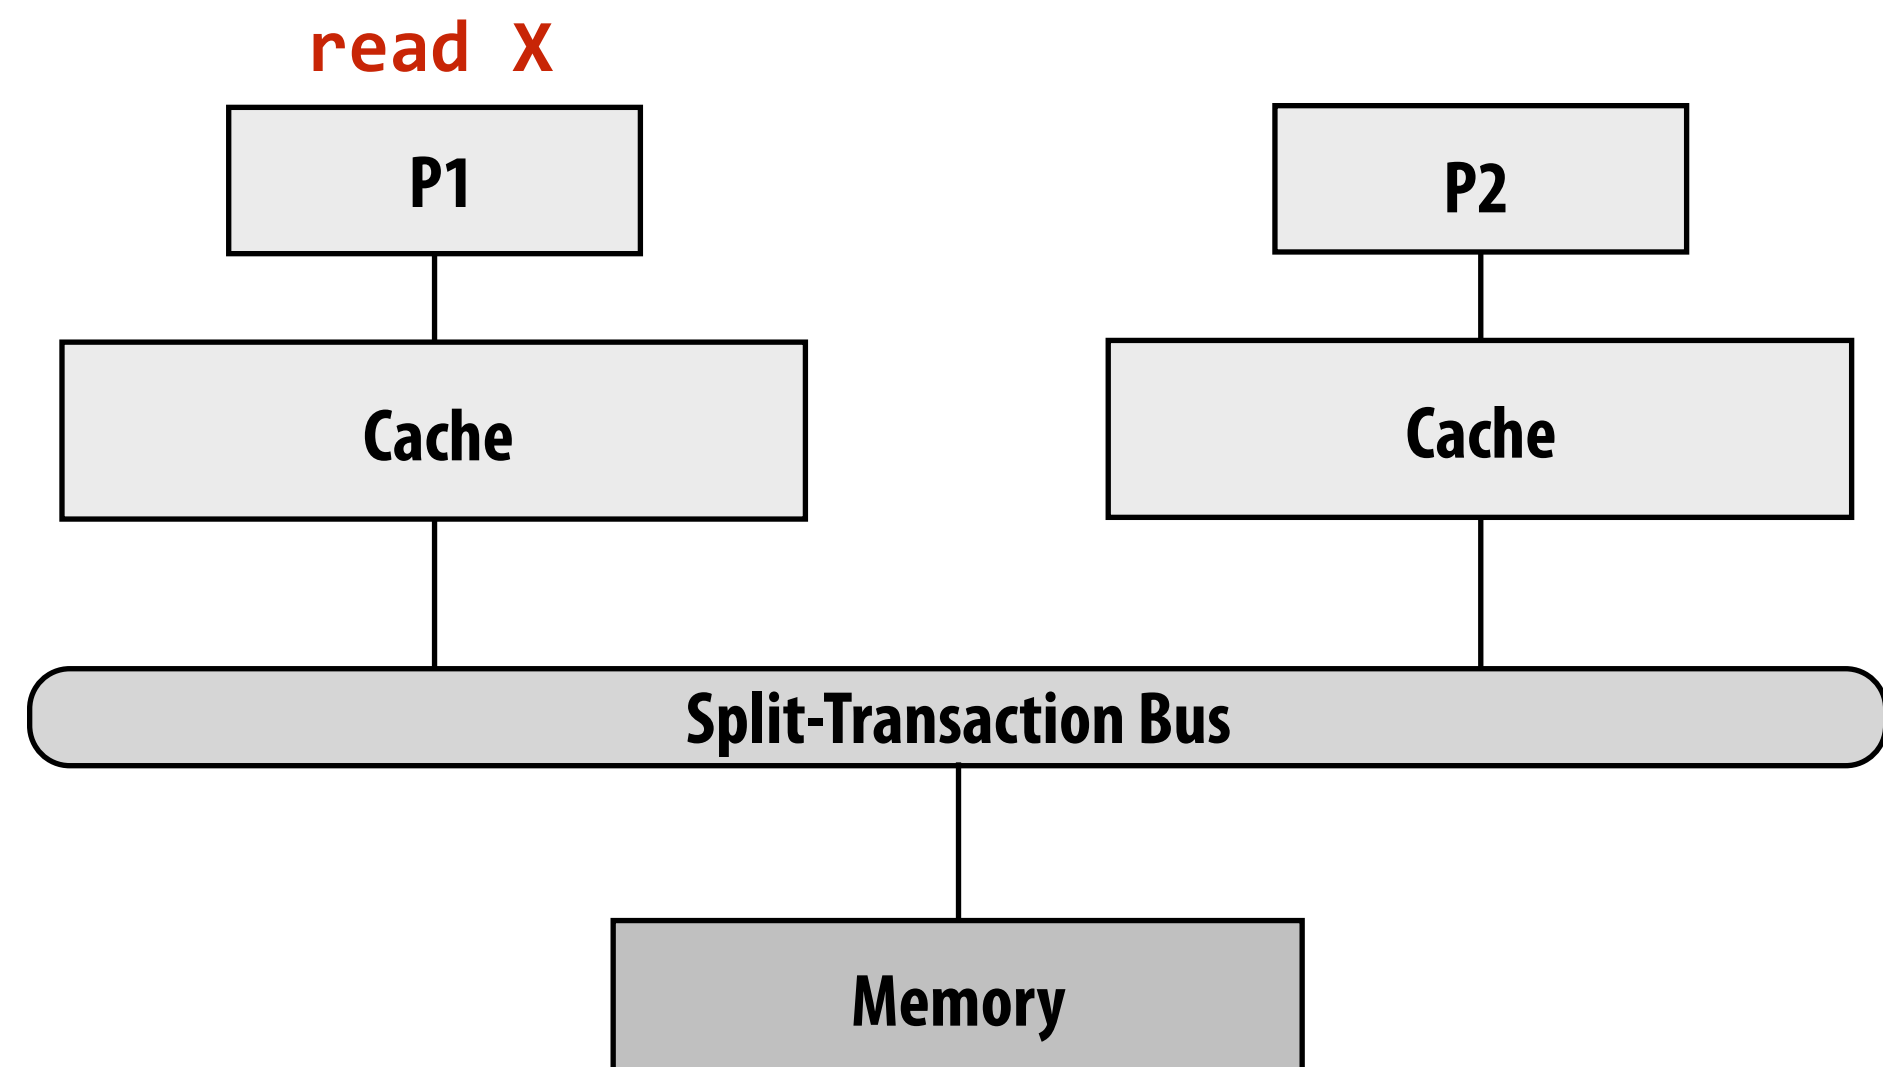 read X
P1
P2
Cache
Cache
Split-Transaction Bus
Memory